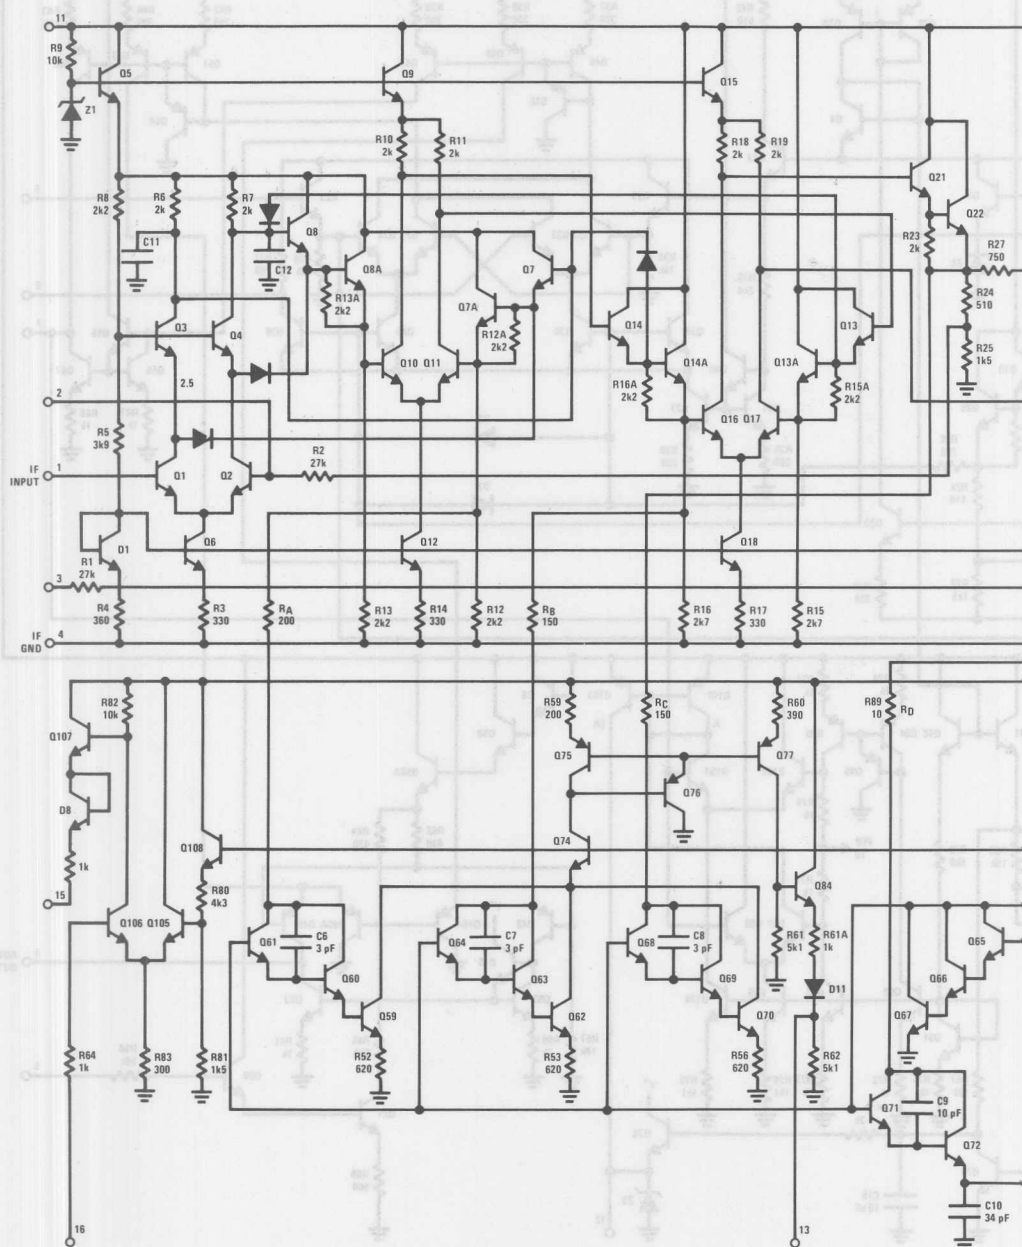 11
R9
10k
Q5
Q9
Q15
Z1
R10
2k
R11
2k
R18
2k
R19
2k
R8
2k2
R6
2k
R7
2k
Q21
Q22
C11
C12
Q8
Q8A
Q7
R23
2k
R27
750
R13A
2k2
Q7A
R12A
2k2
R24
510
Q3
Q4
Q14
Q13
R25
1k5
Q10
Q11
Q14A
Q13A
2.5
R16A
2k2
R15A
2k2
2
Q16
Q17
R5
3k9
IF
INPUT
1
Q1
Q2
R2
27k
D1
Q6
Q12
Q18
R1
27k
3
R4
360
R3
330
RA
200
R13
2k2
R14
330
R12
2k2
RB
150
R16
2k7
R17
330
R15
2k7
IF
GND
4
R82
10k
R59
200
RC
150
R60
390
R89
10
RD
Q107
Q75
Q77
Q76
D8
Q108
Q74
1k
R80
4k3
Q84
15
Q106
Q105
Q61
C6
3 pF
Q64
C7
3 pF
Q68
C8
3 pF
R61
5k1
R61A
1k
Q65
Q60
Q63
Q69
Q66
D11
Q59
Q62
Q70
Q67
R64
1k
R83
300
R81
1k5
R52
620
R53
620
R56
620
R62
5k1
Q71
C9
10 pF
Q72
C10
34 pF
16
13